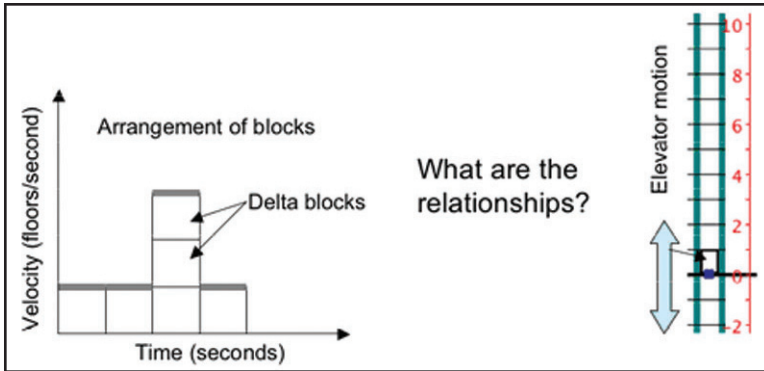 Velocity (floors/second)
Arrangement of blocks
Delta blocks
Time (seconds)
What are the
relationships?
Elevator motion
10
8
6
4
2
0
-2